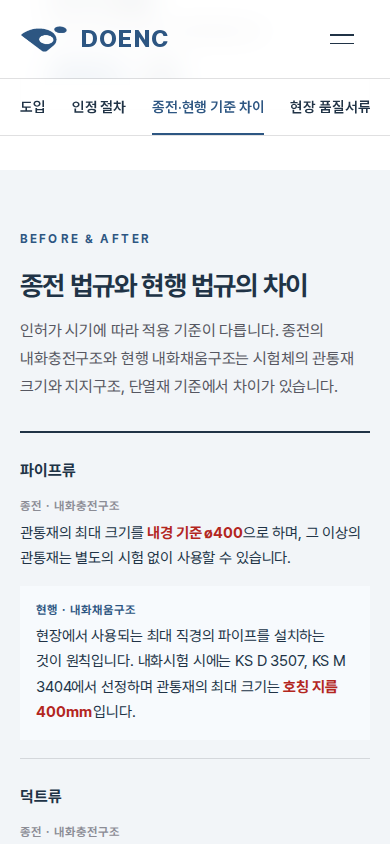 DOENC
도입 인정 절차 종전·현행 기준 차이 현장 품질서류
BEFORE & AFTER
종전 법규와 현행 법규의 차이
인허가 시기에 따라 적용 기준이 다릅니다. 종전의
내화충전구조와 현행 내화채움구조는 시험체의 관통재
크기와 지지구조, 단열재 기준에서 차이가 있습니다.
파이프류
종전 · 내화충전구조
관통재의 최대 크기를 내경 기준 ø400으로 하며, 그 이상의
관통재는 별도의 시험 없이 사용할 수 있습니다.
현행 · 내화채움구조
현장에서 사용되는 최대 직경의 파이프를 설치하는
것이 원칙입니다. 내화시험 시에는 KS D 3507, KS M
3404에서 선정하며 관통재의 최대 크기는 호칭 지름
400mm입니다.
덕트류
종전 · 내화충전구조